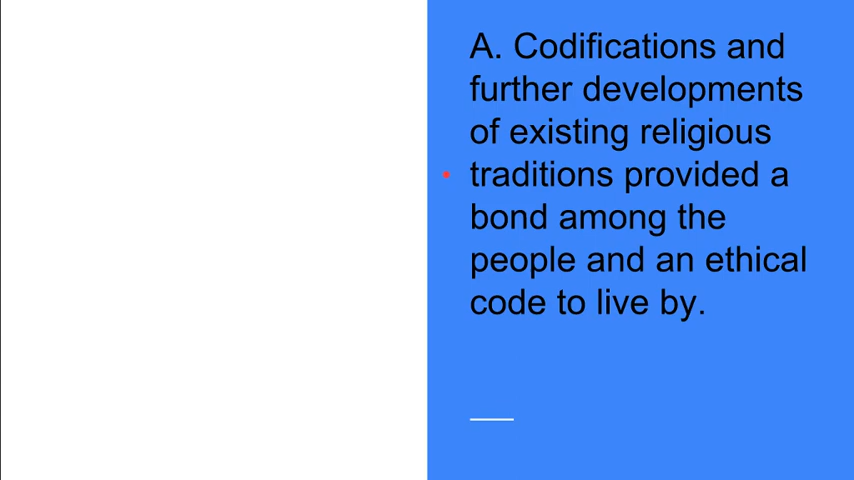 A. Codifications and
further developments
of existing religious
traditions provided a
bond among the
people and an ethical
code to live by.